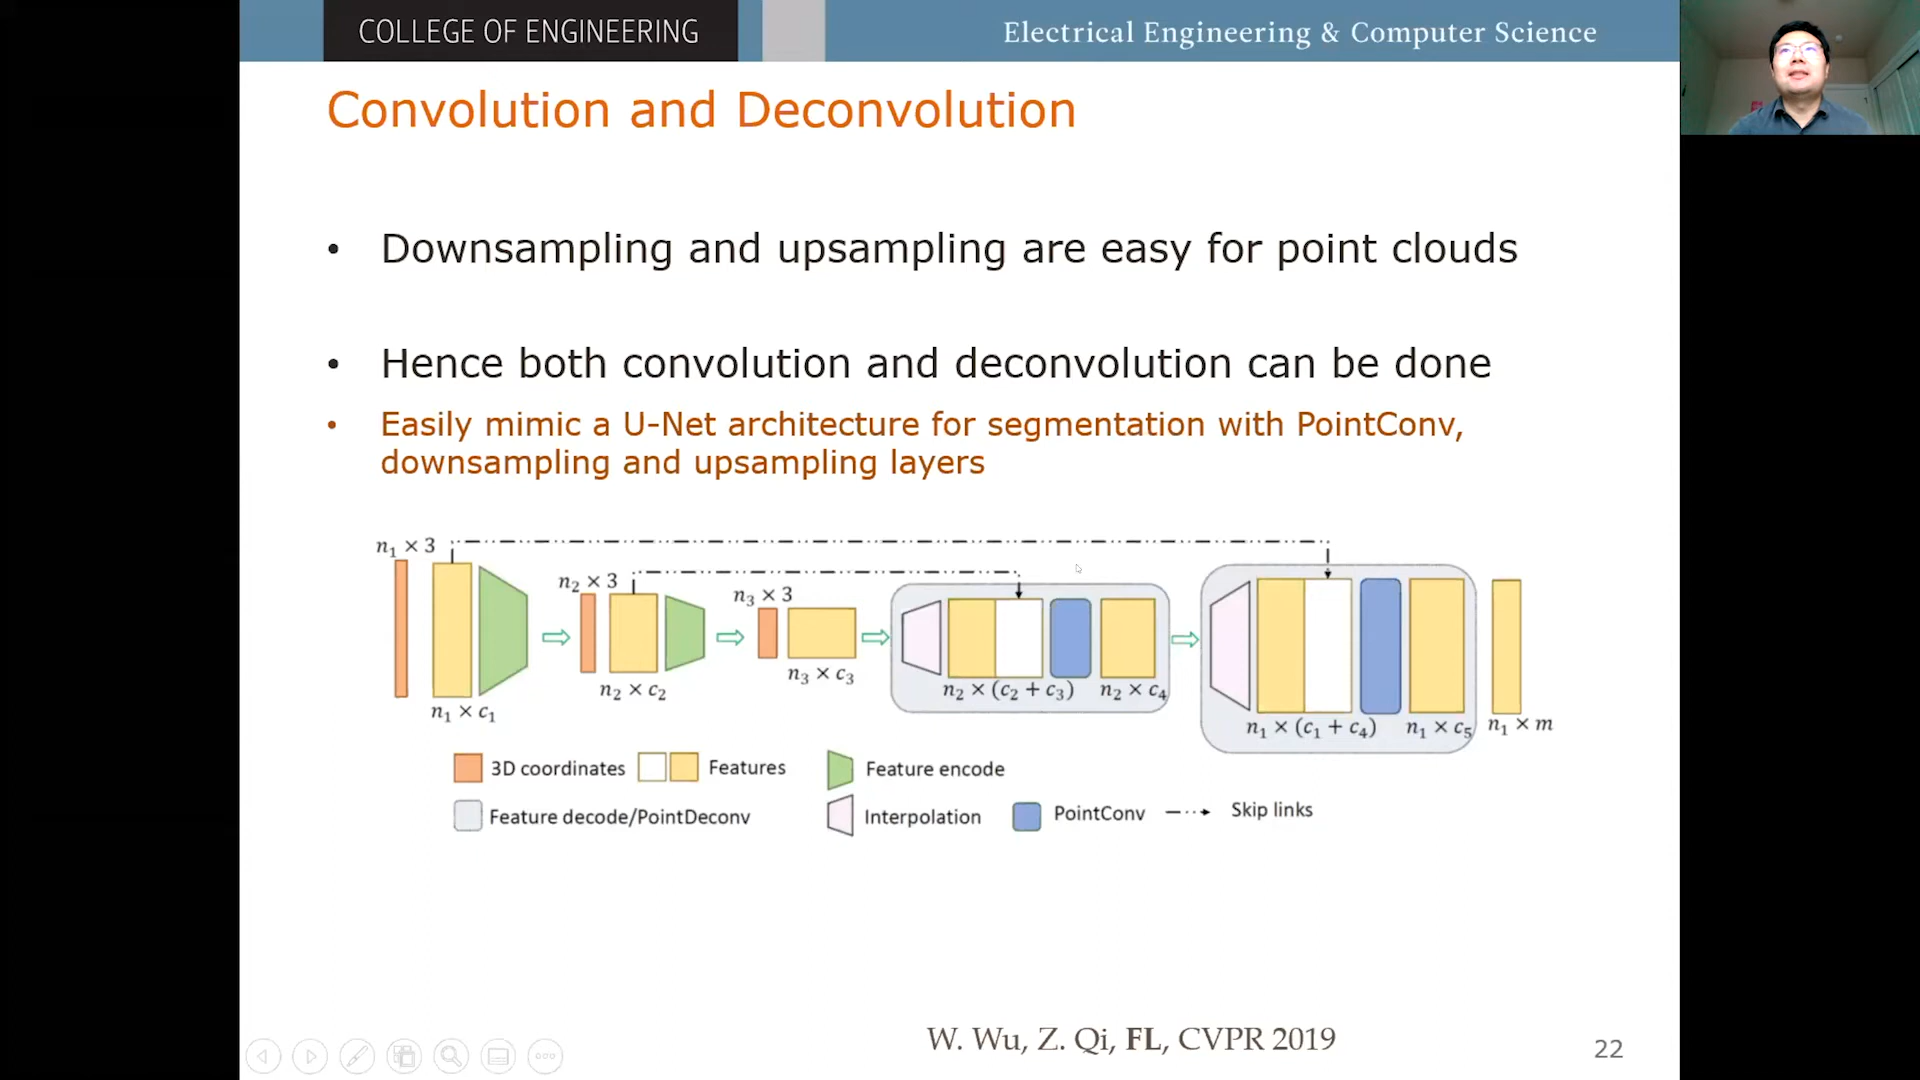 COLLEGE OF ENGINEERING
Electrical Engineering & Computer Science
Convolution and Deconvolution
• Downsampling and upsampling are easy for point clouds
• Hence both convolution and deconvolution can be done
• Easily mimic a U-Net architecture for segmentation with PointConv,
downsampling and upsampling layers
n₁ × 3
n₂ × 3
n₃ × 3
n₁ × c₁
n₂ × c₂
n₃ × c₃
n₂ × (c₂ + c₃)
n₂ × c₄
n₁ × (c₁ + c₄)
n₁ × c₅
n₁ × m
3D coordinates
Features
Feature encode
Feature decode/PointDeconv
Interpolation
PointConv
Skip links
W. Wu, Z. Qi, FL, CVPR 2019
22